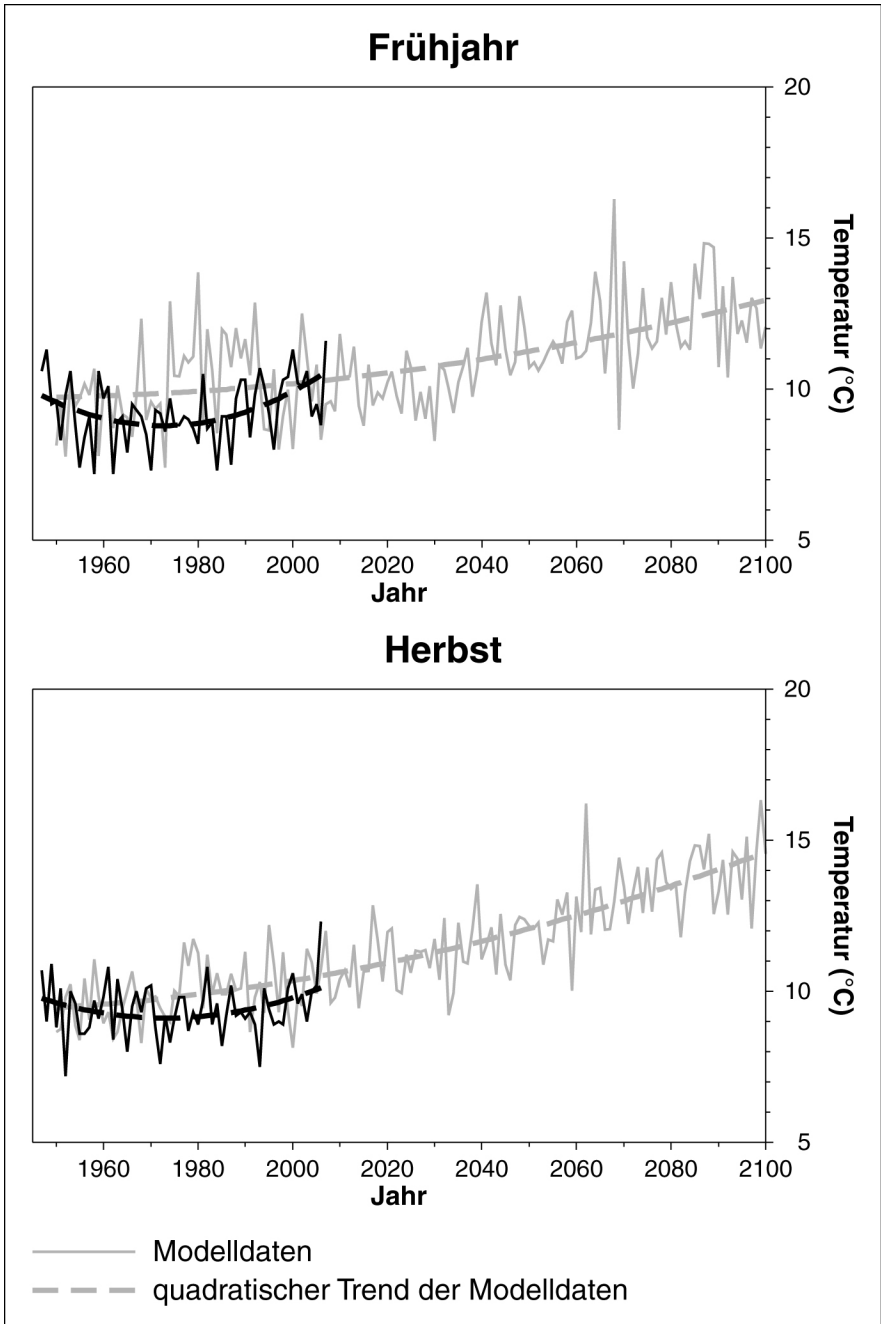 Frühjahr
20
15
10
5
Temperatur (°C)
1960 1980 2000 2020 2040 2060 2080 2100
Jahr
Herbst
20
15
10
5
Temperatur (°C)
1960 1980 2000 2020 2040 2060 2080 2100
Jahr
Modelldaten
quadratischer Trend der Modelldaten